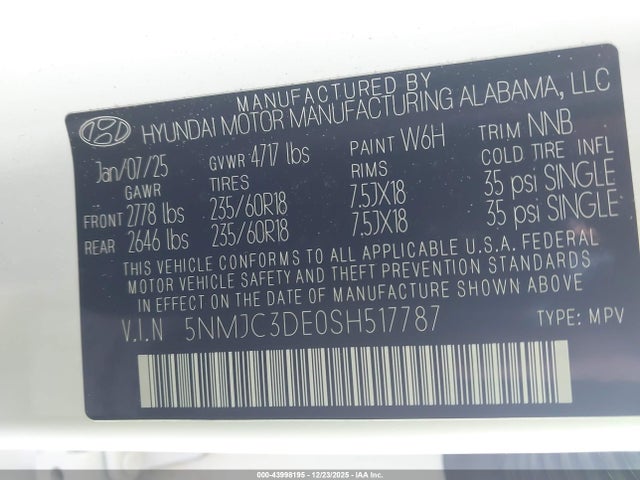 MANUFACTURED BY
HYUNDAI MOTOR MANUFACTURING ALABAMA, LLC
Jan/07/25 GVWR 4717 lbs PAINT W6H TRIM NNB
GAWR TIRES RIMS COLD TIRE INFL
FRONT 2778 lbs 235/60R18 7.5JX18 35 psi SINGLE
REAR 2646 lbs 235/60R18 7.5JX18 35 psi SINGLE
THIS VEHICLE CONFORMS TO ALL APPLICABLE U.S.A. FEDERAL
MOTOR VEHICLE SAFETY AND THEFT PREVENTION STANDARDS
IN EFFECT ON THE DATE OF MANUFACTURE SHOWN ABOVE
V.I.N 5NMJC3DE0SH517787 TYPE: MPV
000-43998195 - 12/23/2025 - IAA Inc.